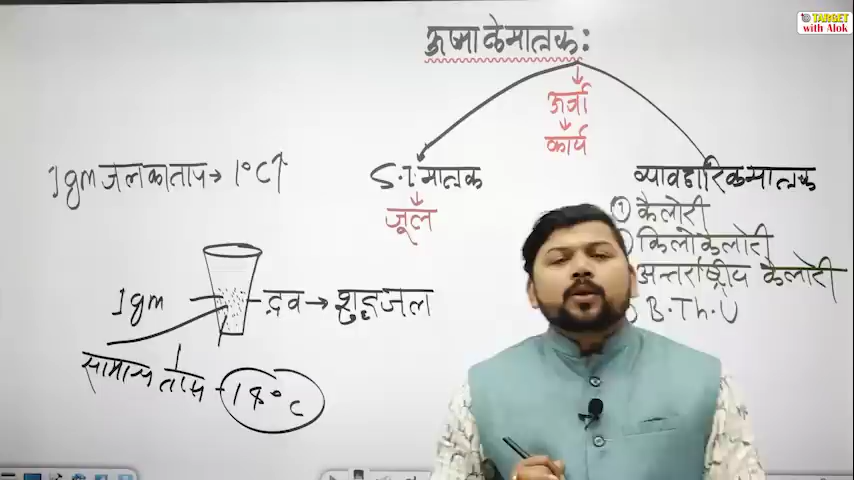 TARGET
with Alok
ऊष्मा के मात्रक:
ऊर्जा
कार्य
S.I मात्रक
जूल
व्यावहारिक मात्रक
① कैलोरी
किलो कैलोरी
अन्तर्राष्ट्रीय कैलोरी
B.Th.U
1gm जल का ताप → 1°C↑
1gm
द्रव → शुद्ध जल
सामान्य ताप